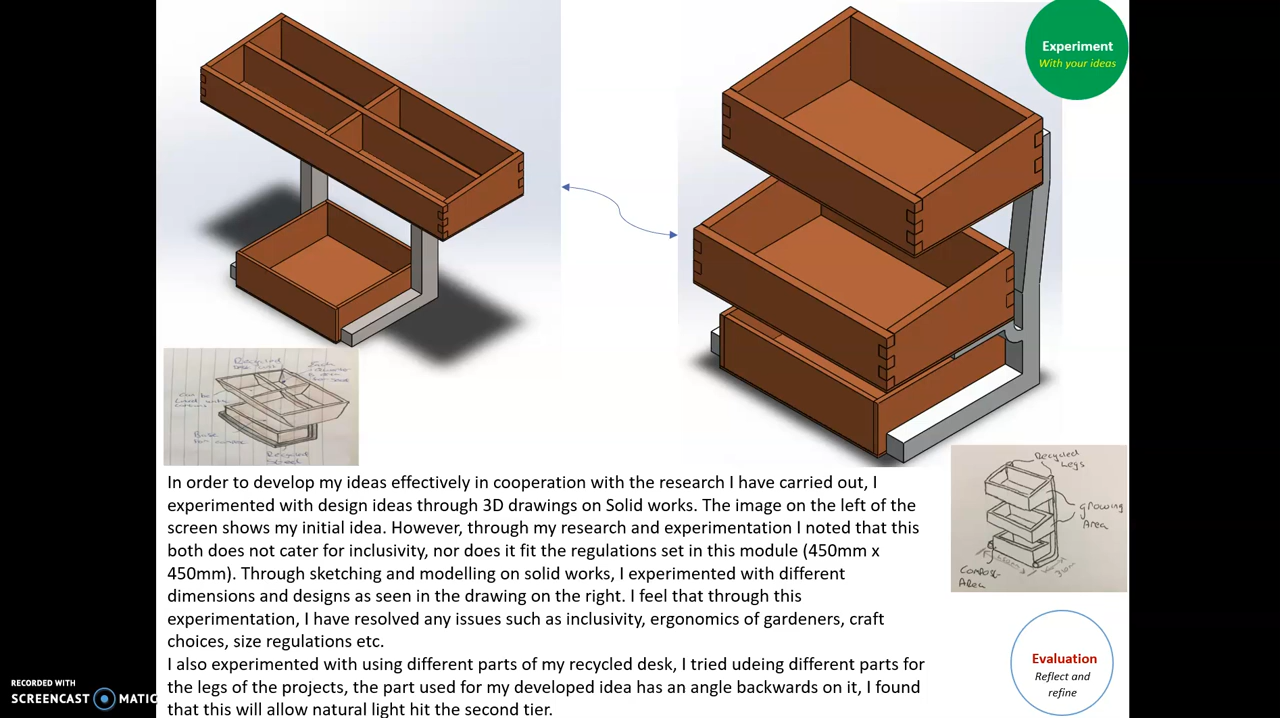 Experiment
With your ideas
Recycled
Legs
growing
Area
Compost
Area
Base
Recycled
In order to develop my ideas effectively in cooperation with the research I have carried out, I
experimented with design ideas through 3D drawings on Solid works. The image on the left of the
screen shows my initial idea. However, through my research and experimentation I noted that this
both does not cater for inclusivity, nor does it fit the regulations set in this module (450mm x
450mm). Through sketching and modelling on solid works, I experimented with different
dimensions and designs as seen in the drawing on the right. I feel that through this
experimentation, I have resolved any issues such as inclusivity, ergonomics of gardeners, craft
choices, size regulations etc.
I also experimented with using different parts of my recycled desk, I tried udeing different parts for
the legs of the projects, the part used for my developed idea has an angle backwards on it, I found
that this will allow natural light hit the second tier.
Evaluation
Reflect and
refine
RECORDED WITH
SCREENCAST MATIC